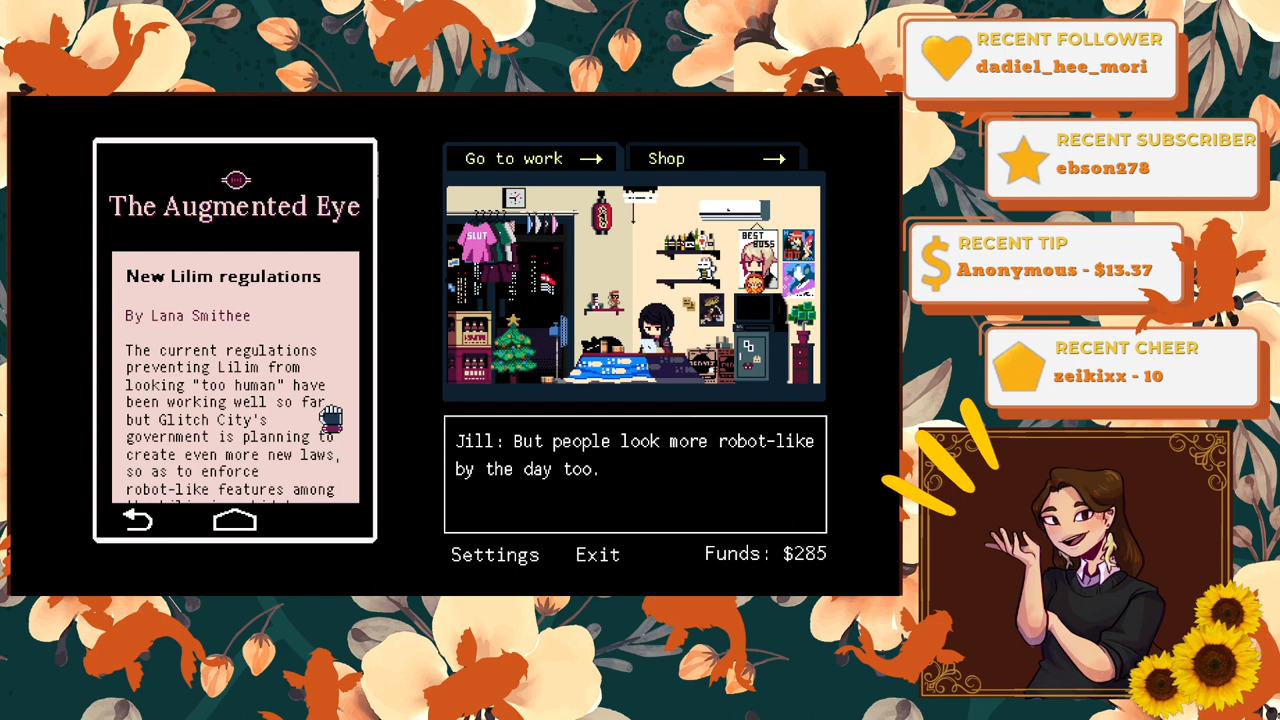 The Augmented Eye
New Lilim regulations
By Lana Smithee
The current regulations
preventing Lilim from
looking "too human" have
been working well so far,
but Glitch City's
government is planning to
create even more new laws,
so as to enforce
robot-like features among
Go to work
Shop
SLUT
BEST
BOSS
Jill: But people look more robot-like
by the day too.
Settings
Exit
Funds: $285
RECENT FOLLOWER
dadiel_hee_mori
RECENT SUBSCRIBER
ebson278
RECENT TIP
Anonymous - $13.37
RECENT CHEER
zeikixx - 10